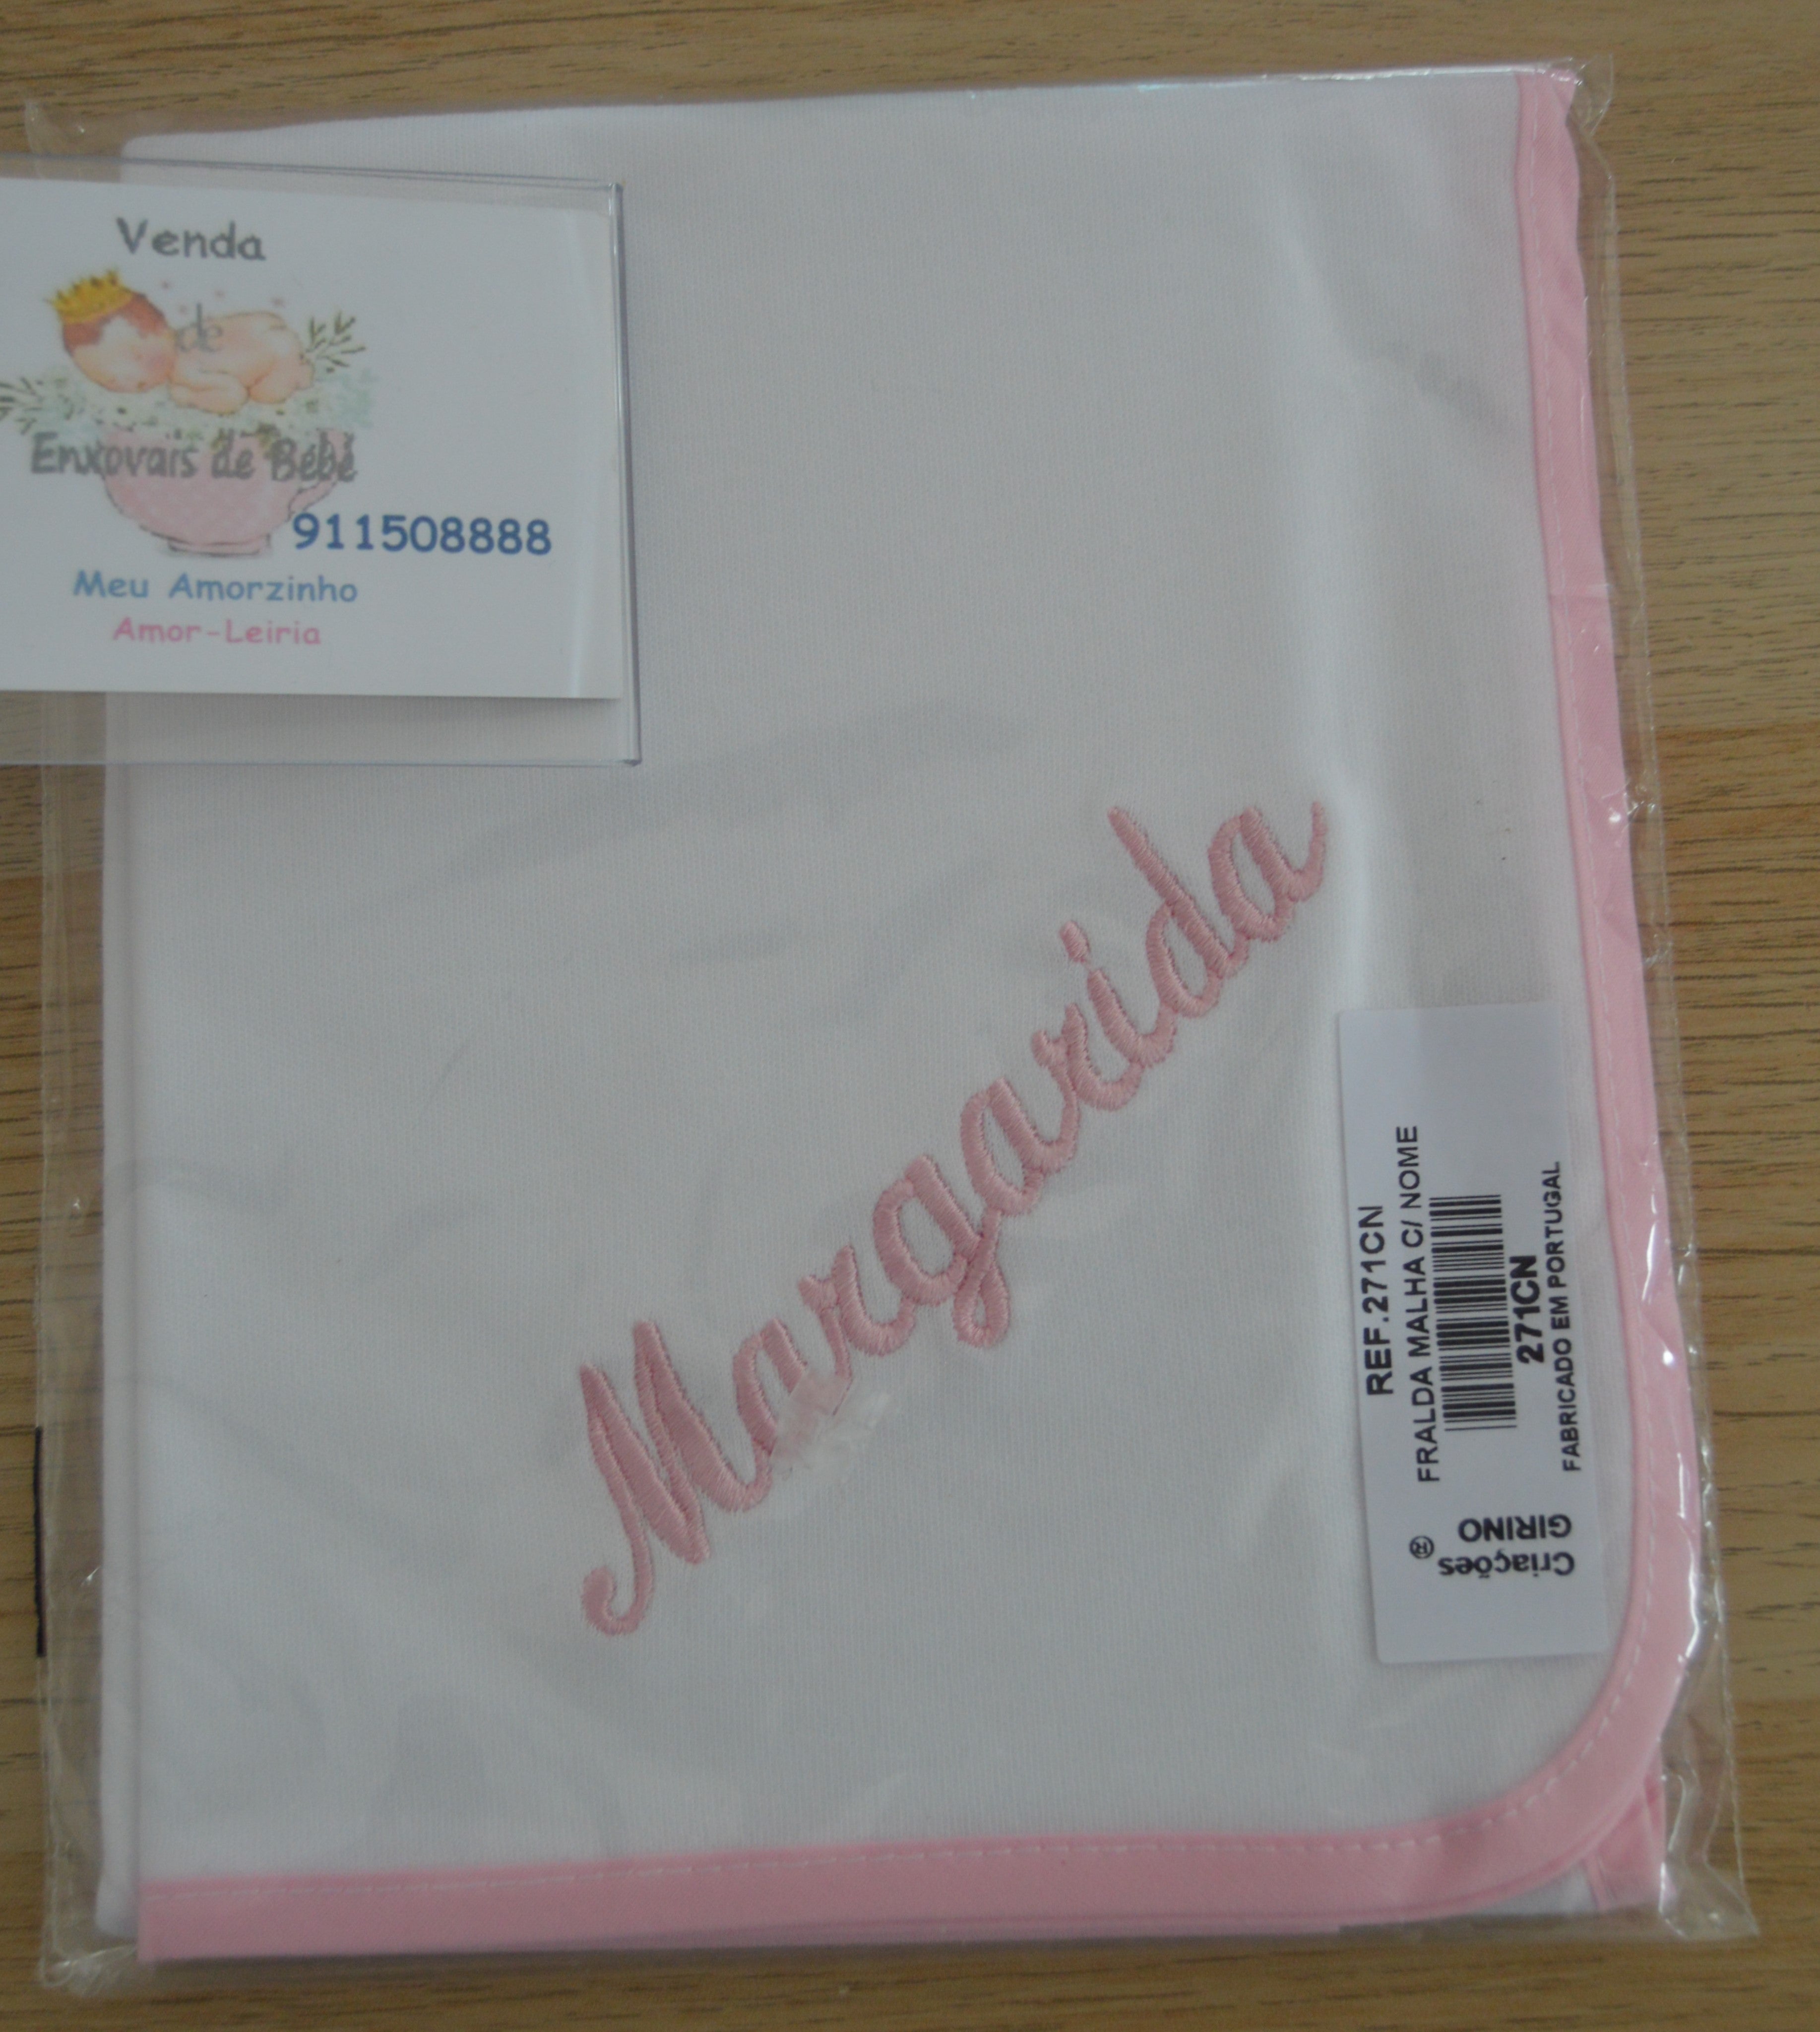 Venda
de
Enxovais de Bébé
911508888
Meu Amorzinho
Amor-Leiria
Margarida
REF.271CN
FRALDA MALHA C/ NOME
271CN
FABRICADO EM PORTUGAL
Criações
GIRINO
®